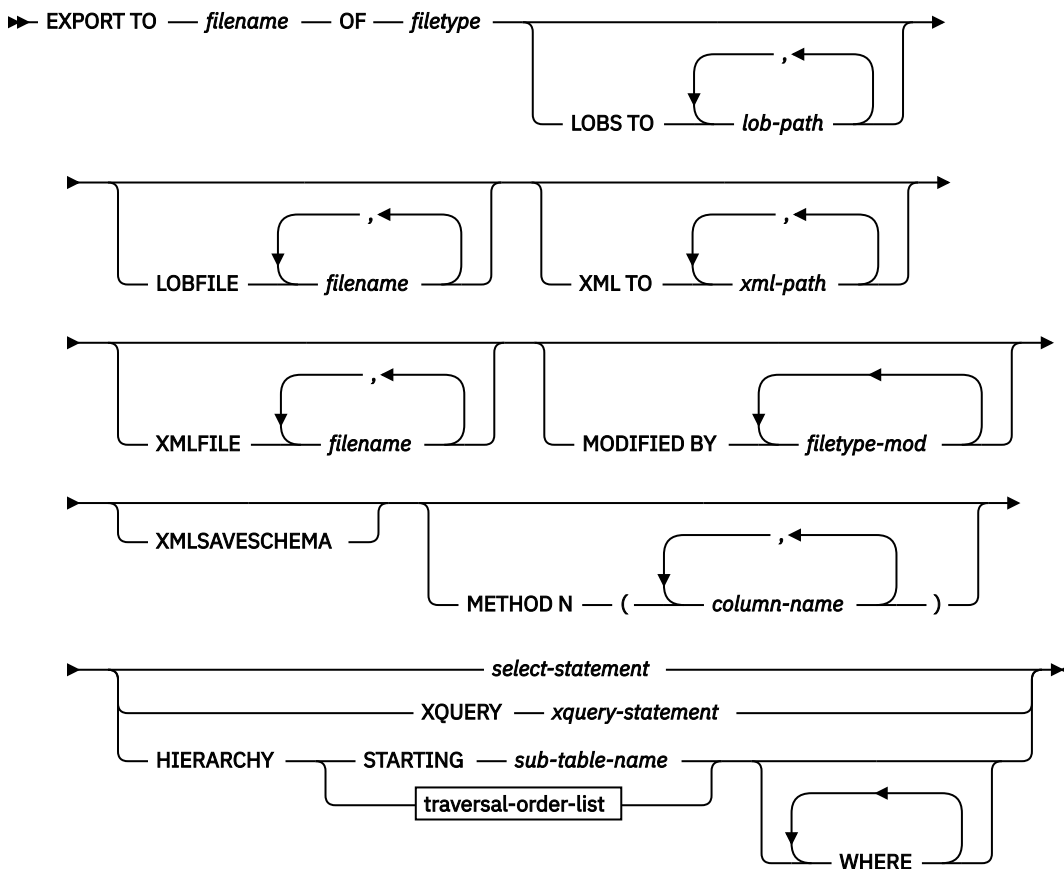 EXPORT TO filename OF filetype
,
LOBS TO lob-path
, ,
LOBFILE filename XML TO xml-path
,
XMLFILE filename MODIFIED BY filetype-mod
XMLSAVESCHEMA
,
METHOD N ( column-name )
select-statement
XQUERY xquery-statement
HIERARCHY STARTING sub-table-name
traversal-order-list
WHERE